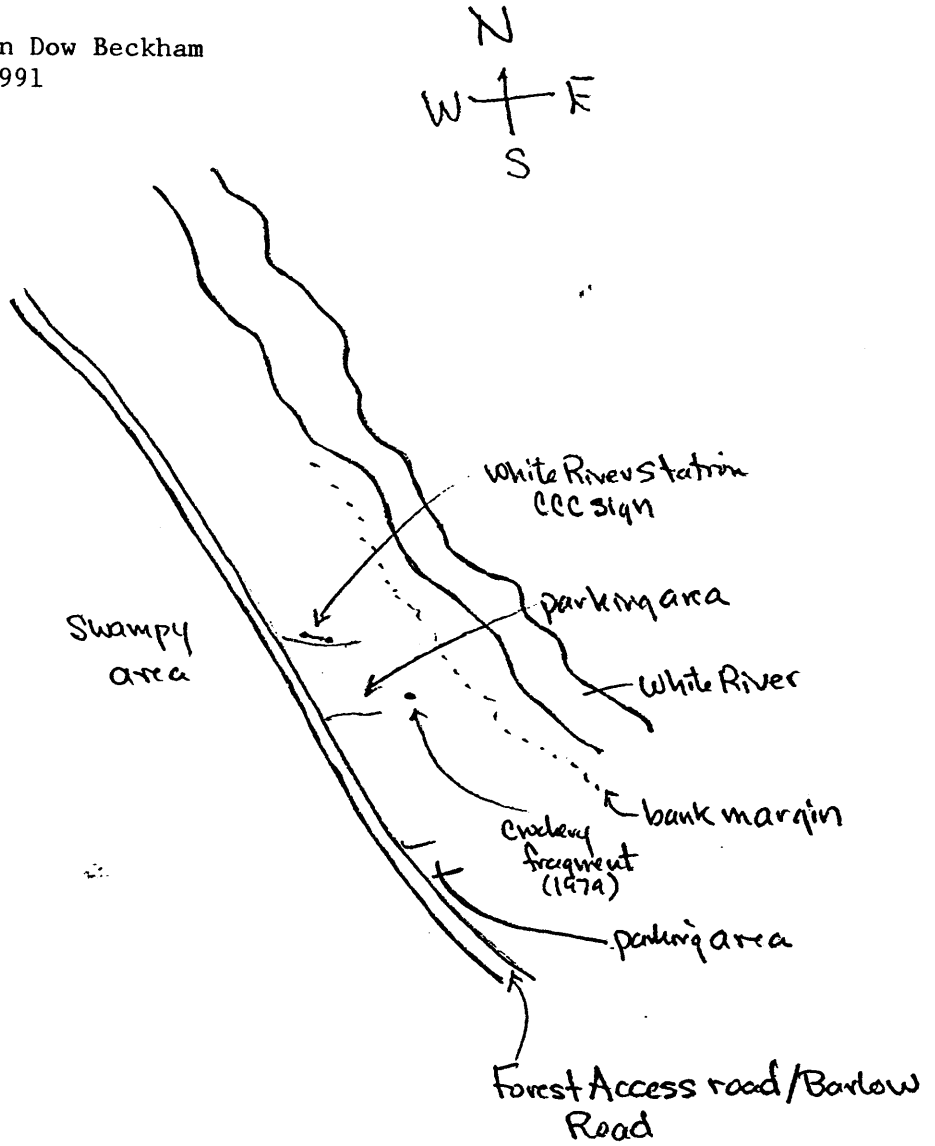 n Dow Beckham
991
N
W E
S
White River Station
CCC sign
parking area
Swampy
area
White River
bank margin
Crockery
fragment
(1979)
parking area
Forest Access road/Barlow
Road